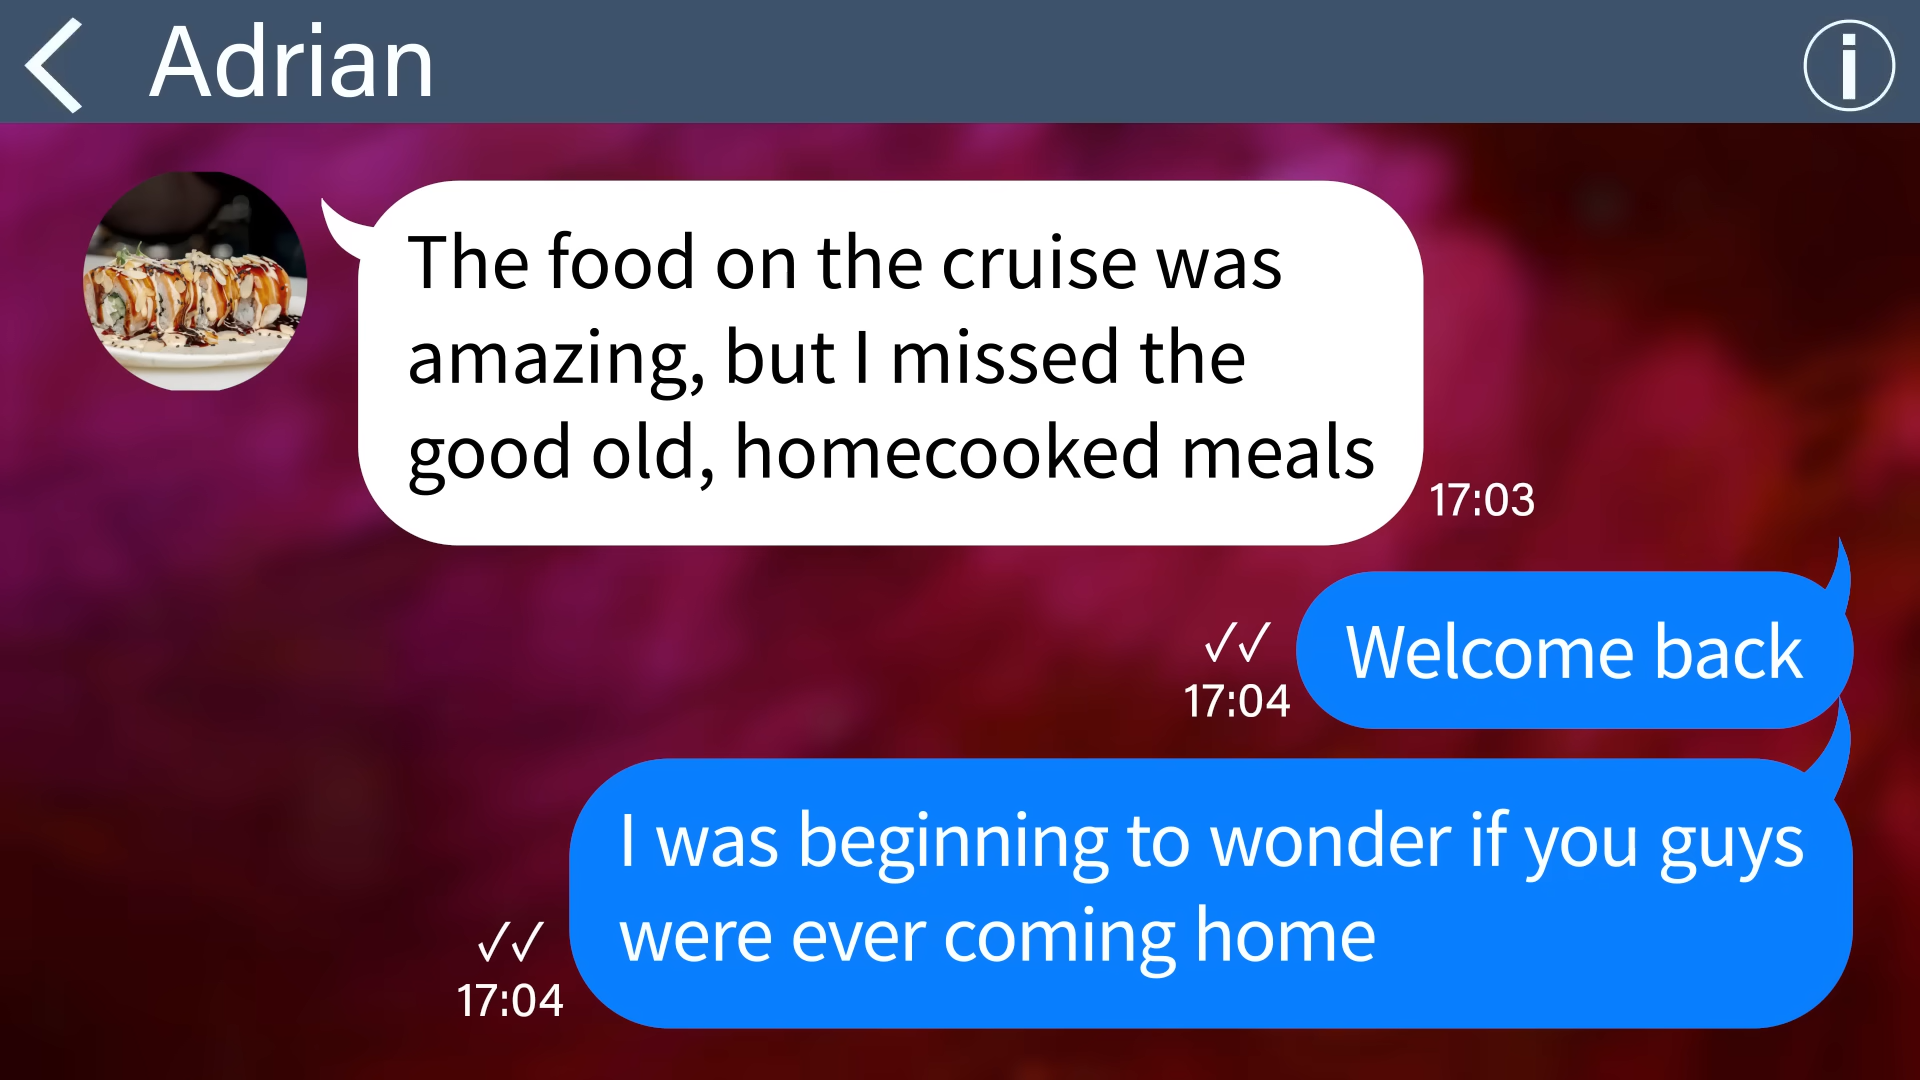 Adrian
The food on the cruise was
amazing, but I missed the
good old, homecooked meals
17:03
Welcome back
17:04
I was beginning to wonder if you guys
were ever coming home
17:04